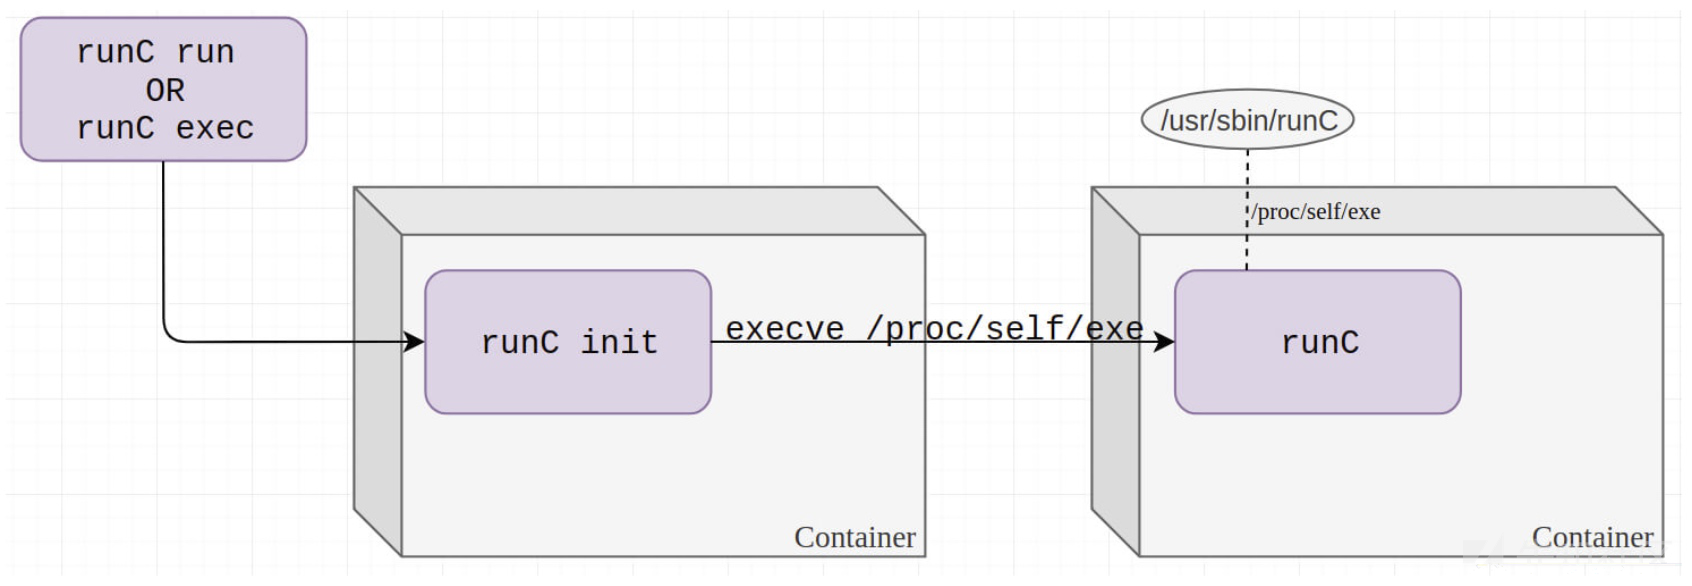 runC run
OR
runC exec
/usr/sbin/runC
/proc/self/exe
runC init
execve /proc/self/exe
runC
Container
Container